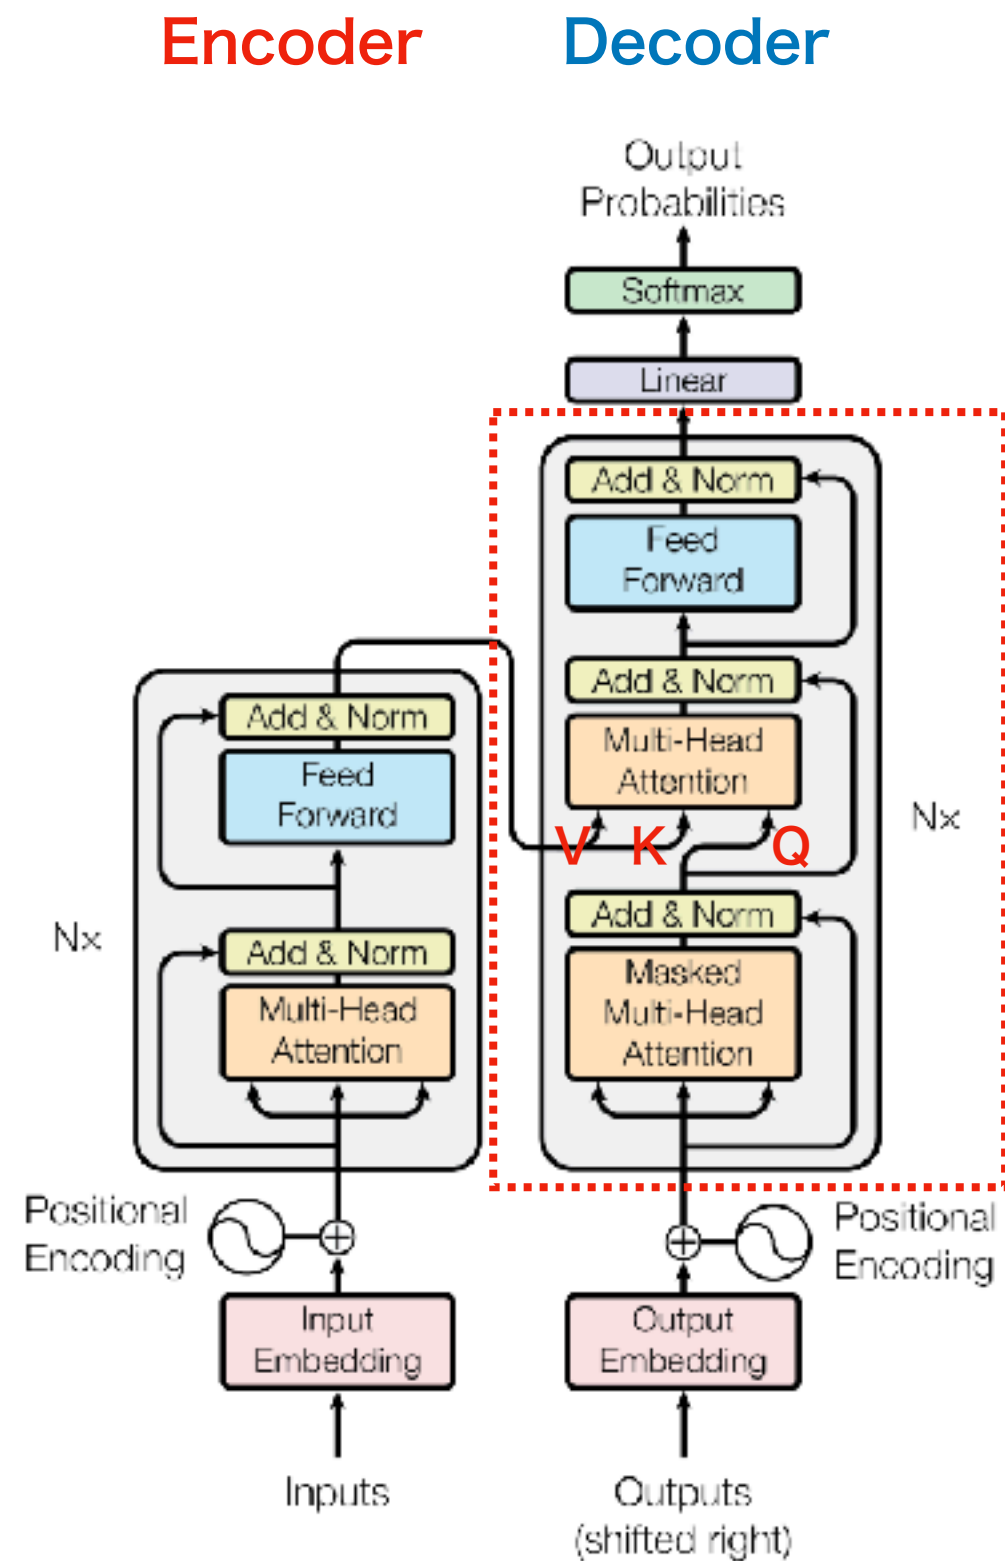 Encoder
Decoder
Output
Probabilities
Softmax
Linear
Add & Norm
Feed
Forward
Add & Norm
Multi-Head
Attention
V K Q
Nx
Add & Norm
Masked
Multi-Head
Attention
Add & Norm
Feed
Forward
Nx
Add & Norm
Multi-Head
Attention
Positional
Encoding
Positional
Encoding
Input
Embedding
Output
Embedding
Inputs
Outputs
(shifted right)